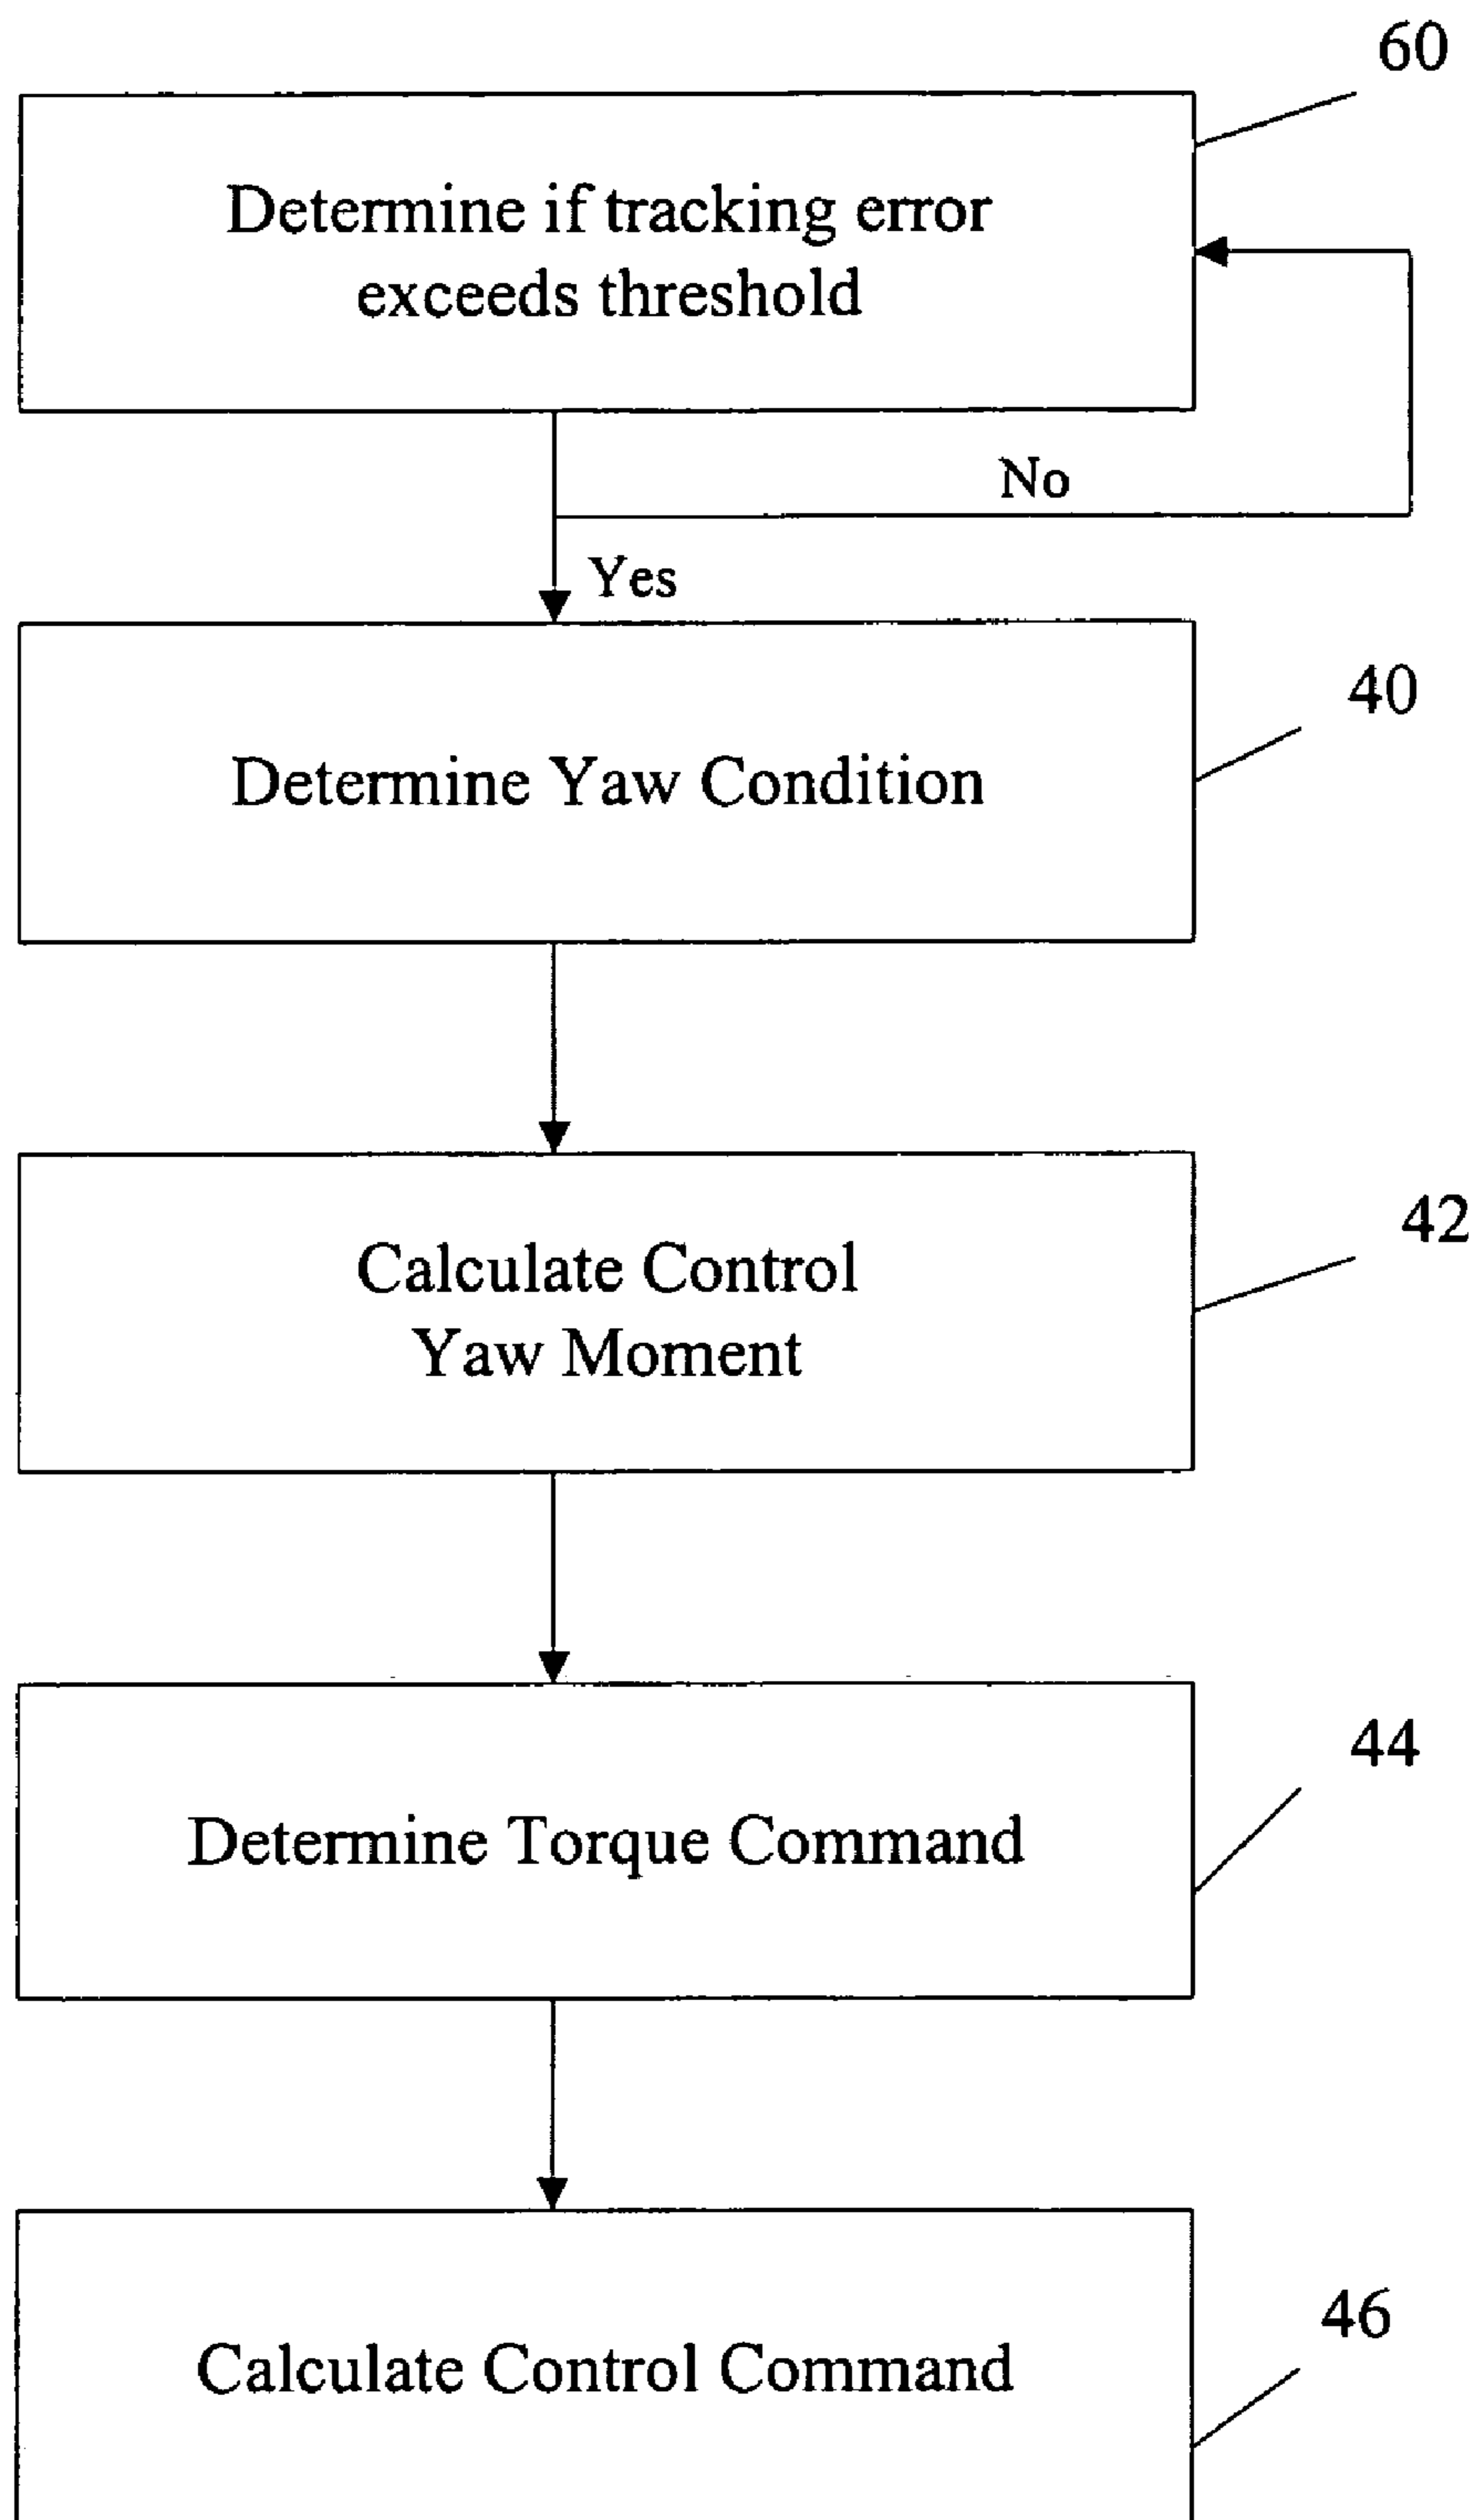 60
Determine if tracking error
exceeds threshold
No
Yes
40
Determine Yaw Condition
42
Calculate Control
Yaw Moment
44
Determine Torque Command
46
Calculate Control Command